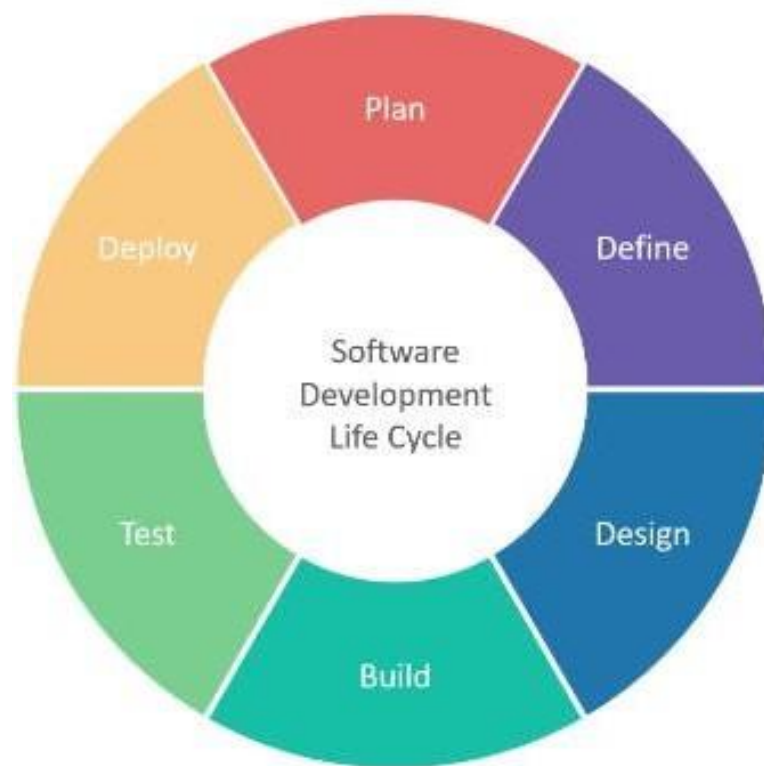 Plan
Define
Design
Build
Test
Deploy
Software
Development
Life Cycle